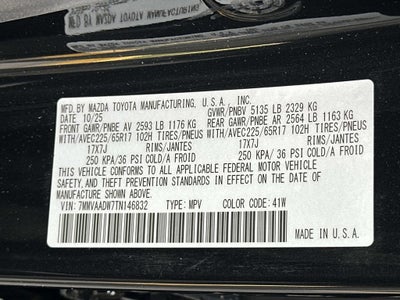 MFD. BY MAZDA TOYOTA MANUFACTURING, U.S.A., INC.
DATE 10/25 GVWR/PNBV 5135 LB 2329 KG
FRONT GAWR/PNBE AV 2593 LB 1176 KG REAR GAWR/PNBE AR 2564 LB 1163 KG
WITH/AVEC225/65R17 102H TIRES/PNEUS WITH/AVEC225/65R17 102H TIRES/PNEUS
17X7J RIMS/JANTES 17X7J RIMS/JANTES
250 KPA/36 PSI COLD/A FROID 250 KPA/36 PSI COLD/A FROID
THIS VEHICLE CONFORMS TO ALL APPLICABLE FEDERAL MOTOR VEHICLE
SAFETY, AND THEFT PREVENTION STANDARDS IN EFFECT ON THE DATE OF
MANUFACTURE SHOWN ABOVE.
VIN: 7MMVAADW7TN146832 TYPE: MPV COLOR CODE: 41W
MADE IN U.S.A.